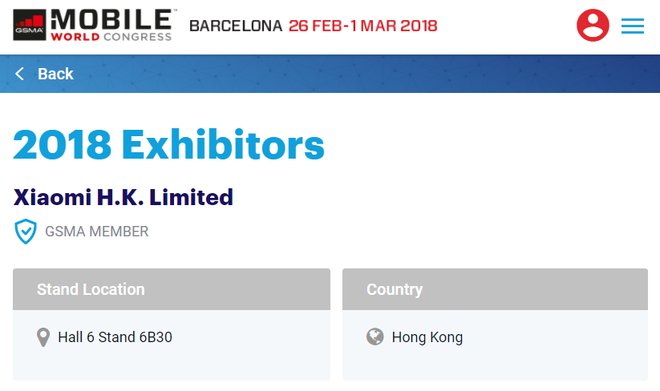 GSMA
MOBILE™
WORLD CONGRESS
BARCELONA 26 FEB-1 MAR 2018
Back
2018 Exhibitors
Xiaomi H.K. Limited
GSMA MEMBER
Stand Location
Country
Hall 6 Stand 6B30
Hong Kong